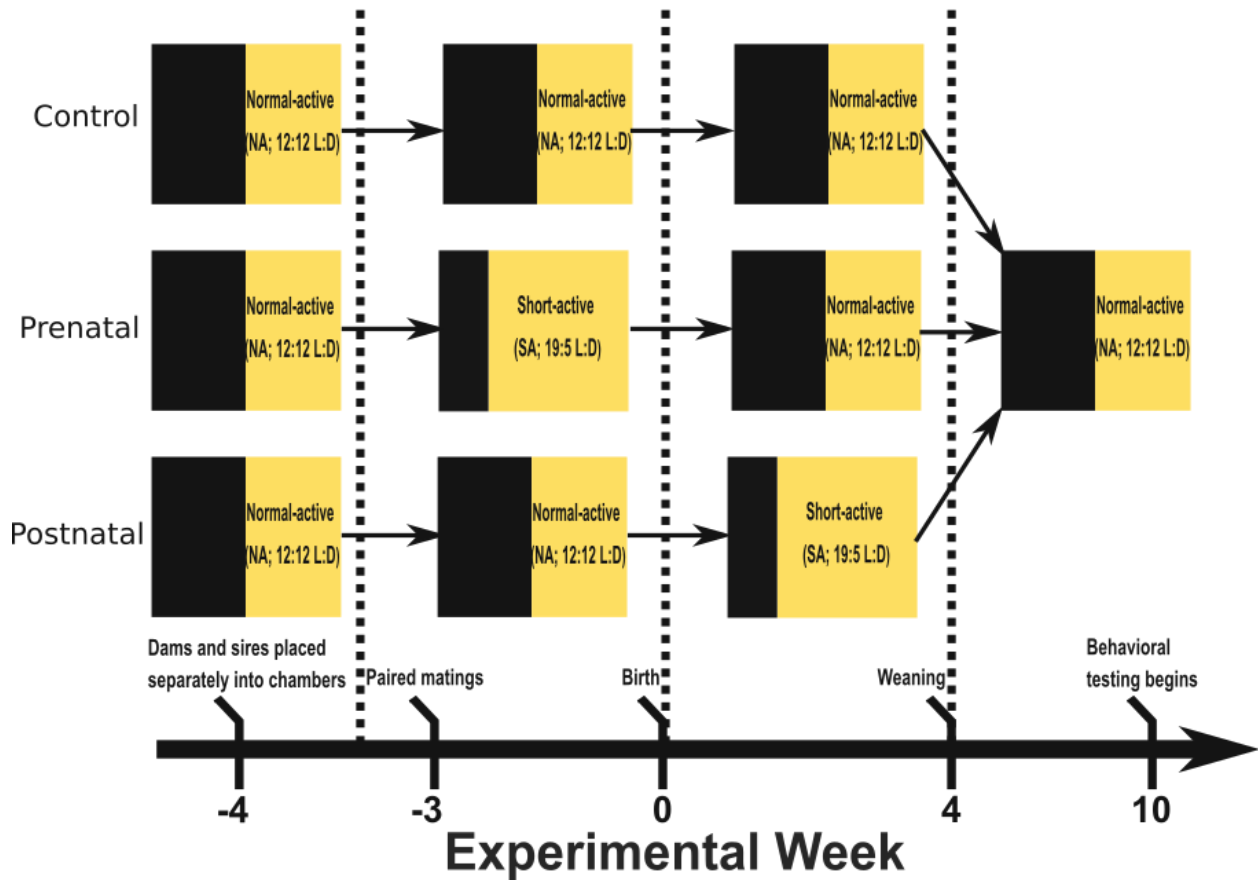 Control
Normal-active
(NA; 12:12 L:D)
Normal-active
(NA; 12:12 L:D)
Normal-active
(NA; 12:12 L:D)
Prenatal
Normal-active
(NA; 12:12 L:D)
Short-active
(SA; 19:5 L:D)
Normal-active
(NA; 12:12 L:D)
Normal-active
(NA; 12:12 L:D)
Postnatal
Normal-active
(NA; 12:12 L:D)
Normal-active
(NA; 12:12 L:D)
Short-active
(SA; 19:5 L:D)
Dams and sires placed
separately into chambers
Paired matings
Birth
Weaning
Behavioral
testing begins
-4
-3
0
4
10
Experimental Week